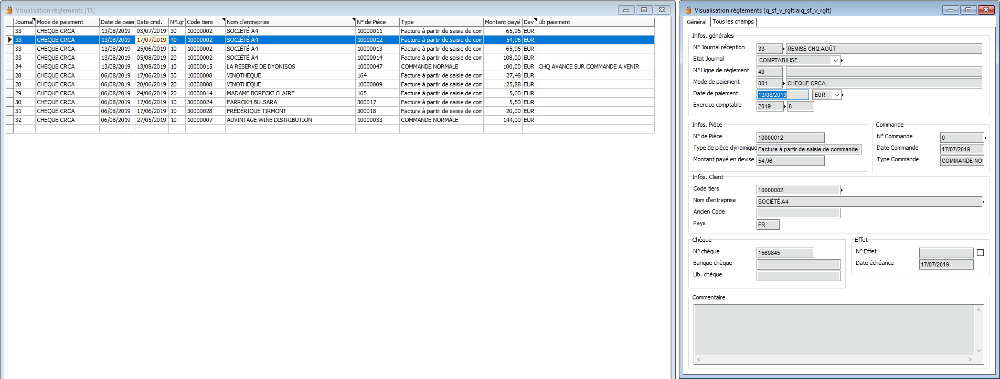 Visualisation règlements [11]
Journal Mode de paiement Date de paie Date cmd. N°Lgr Code tiers Nom d'entreprise N° de Pièce Type Montant payé Dev Lib paiement
33 CHEQUE CRCA 13/08/2019 03/07/2019 30 10000002 SOCIÉTÉ A4 10000011 Facture à partir de saisie de com 65,95 EUR
33 CHEQUE CRCA 13/08/2019 17/07/2019 40 10000002 SOCIÉTÉ A4 10000012 Facture à partir de saisie de com 54,96 EUR
33 CHEQUE CRCA 13/08/2019 25/06/2019 10 10000002 SOCIÉTÉ A4 10000013 Facture à partir de saisie de com 65,95 EUR
33 CHEQUE CRCA 13/08/2019 05/08/2019 20 10000002 SOCIÉTÉ A4 10000014 Facture à partir de saisie de com 108,00 EUR
34 CHEQUE CRCA 13/08/2019 13/08/2019 10 10000015 LA RESERVE DE DYONISOS 10000047 COMMANDE NORMALE 100,00 EUR CHQ AVANCE SUR COMMANDE A VENIR
28 CHEQUE CRCA 06/08/2019 17/06/2019 30 10000008 VINOTHEQUE 164 Facture à partir de saisie de com 27,48 EUR
28 CHEQUE CRCA 06/08/2019 20/06/2019 20 10000008 VINOTHEQUE 10000009 Facture à partir de saisie de com 125,88 EUR
29 CHEQUE CRCA 06/08/2019 24/06/2019 20 10000014 MADAME BORECKI CLAIRE 165 Facture à partir de saisie de com 5,60 EUR
30 CHEQUE CRCA 06/08/2019 17/06/2019 10 30000024 FARROKH BULSARA 300017 Facture à partir de saisie de com 5,50 EUR
31 CHEQUE CRCA 06/08/2019 17/06/2019 10 30000028 FRÉDÉRIQUE TIRMONT 300018 Facture à partir de saisie de com 20,00 EUR
32 CHEQUE CRCA 06/08/2019 27/05/2019 10 10000007 ADVINTAGE WINE DISTRIBUTION 10000033 COMMANDE NORMALE 144,00 EUR
Visualisation règlements (q_sf_v_rglt:a:q_sf_v_rglt)
Général Tous les champs
Infos. générales
N° Journal réception 33 REMISE CHQ AOÛT
Etat Journal COMPTABILISE
N° Ligne de réglement 40
Mode de paiement 001 CHEQUE CRCA
Date de paiement 13/08/2019 EUR
Exercice comptable 2019 8
Infos. Pièce
N° de Pièce 10000012
Type de pièce dynamique Facture à partir de saisie de commande
Montant payé en devise 54,96
Commande
N° Commande 0
Date Commande 17/07/2019
Type Commande COMMANDE NO
Infos. Client
Code tiers 10000002
Nom d'entreprise SOCIÉTÉ A4
Ancien Code
Pays FR
Chèque
N° chèque 1569845
Banque chèque
Lib. chèque
Effet
N° Effet
Date échéance 17/07/2019
Commentaire